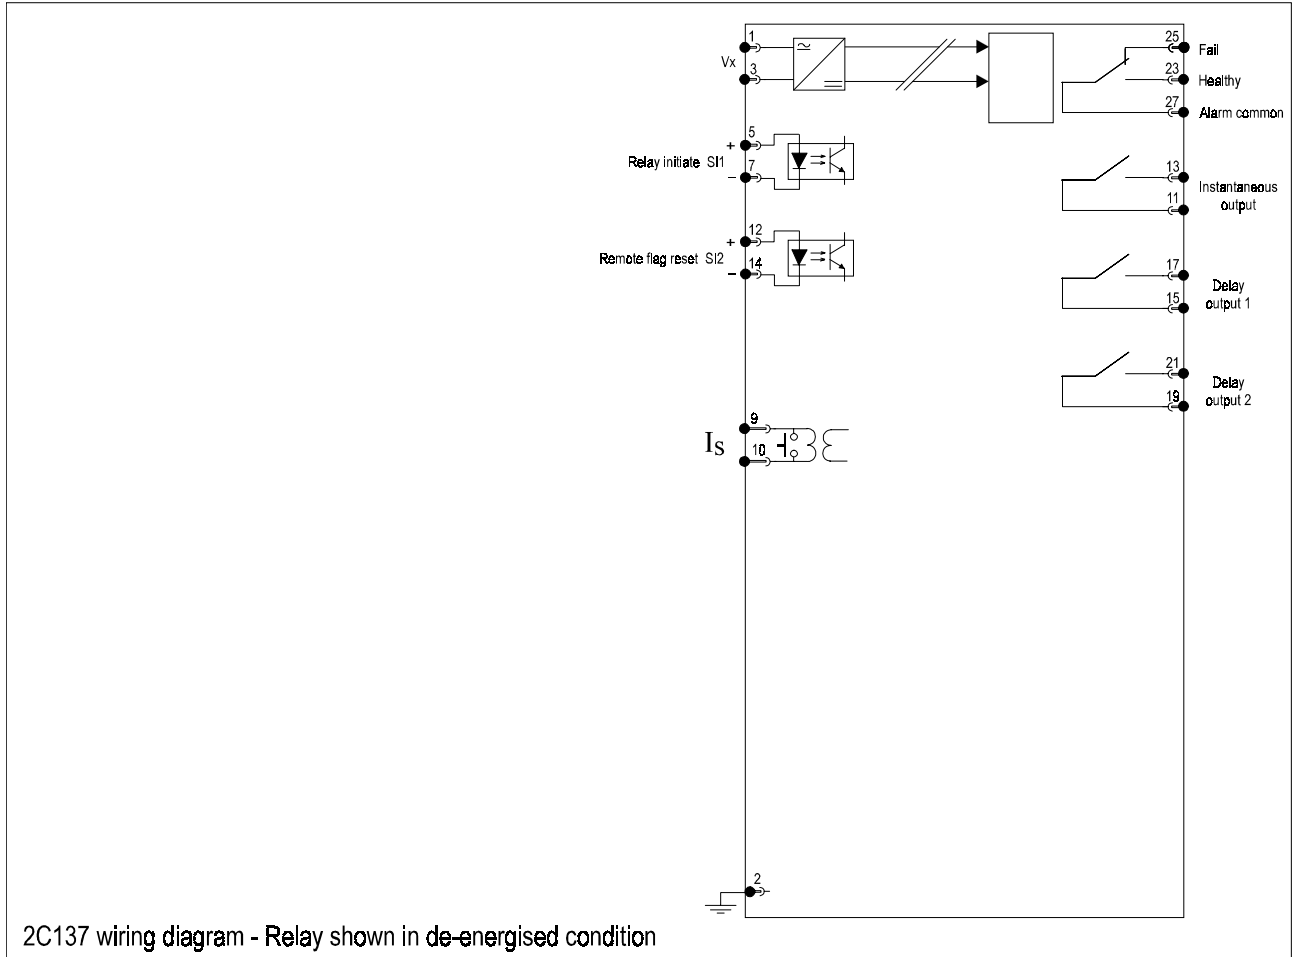 1
Vx
3
25
Fail
23
Healthy
27
Alarm common
5
+
Relay initiate SI1
7
–
13
Instantaneous
output
11
12
+
Remote flag reset SI2
14
–
17
Delay
output 1
15
21
Delay
output 2
19
9
Is
10
2
2C137 wiring diagram - Relay shown in de-energised condition